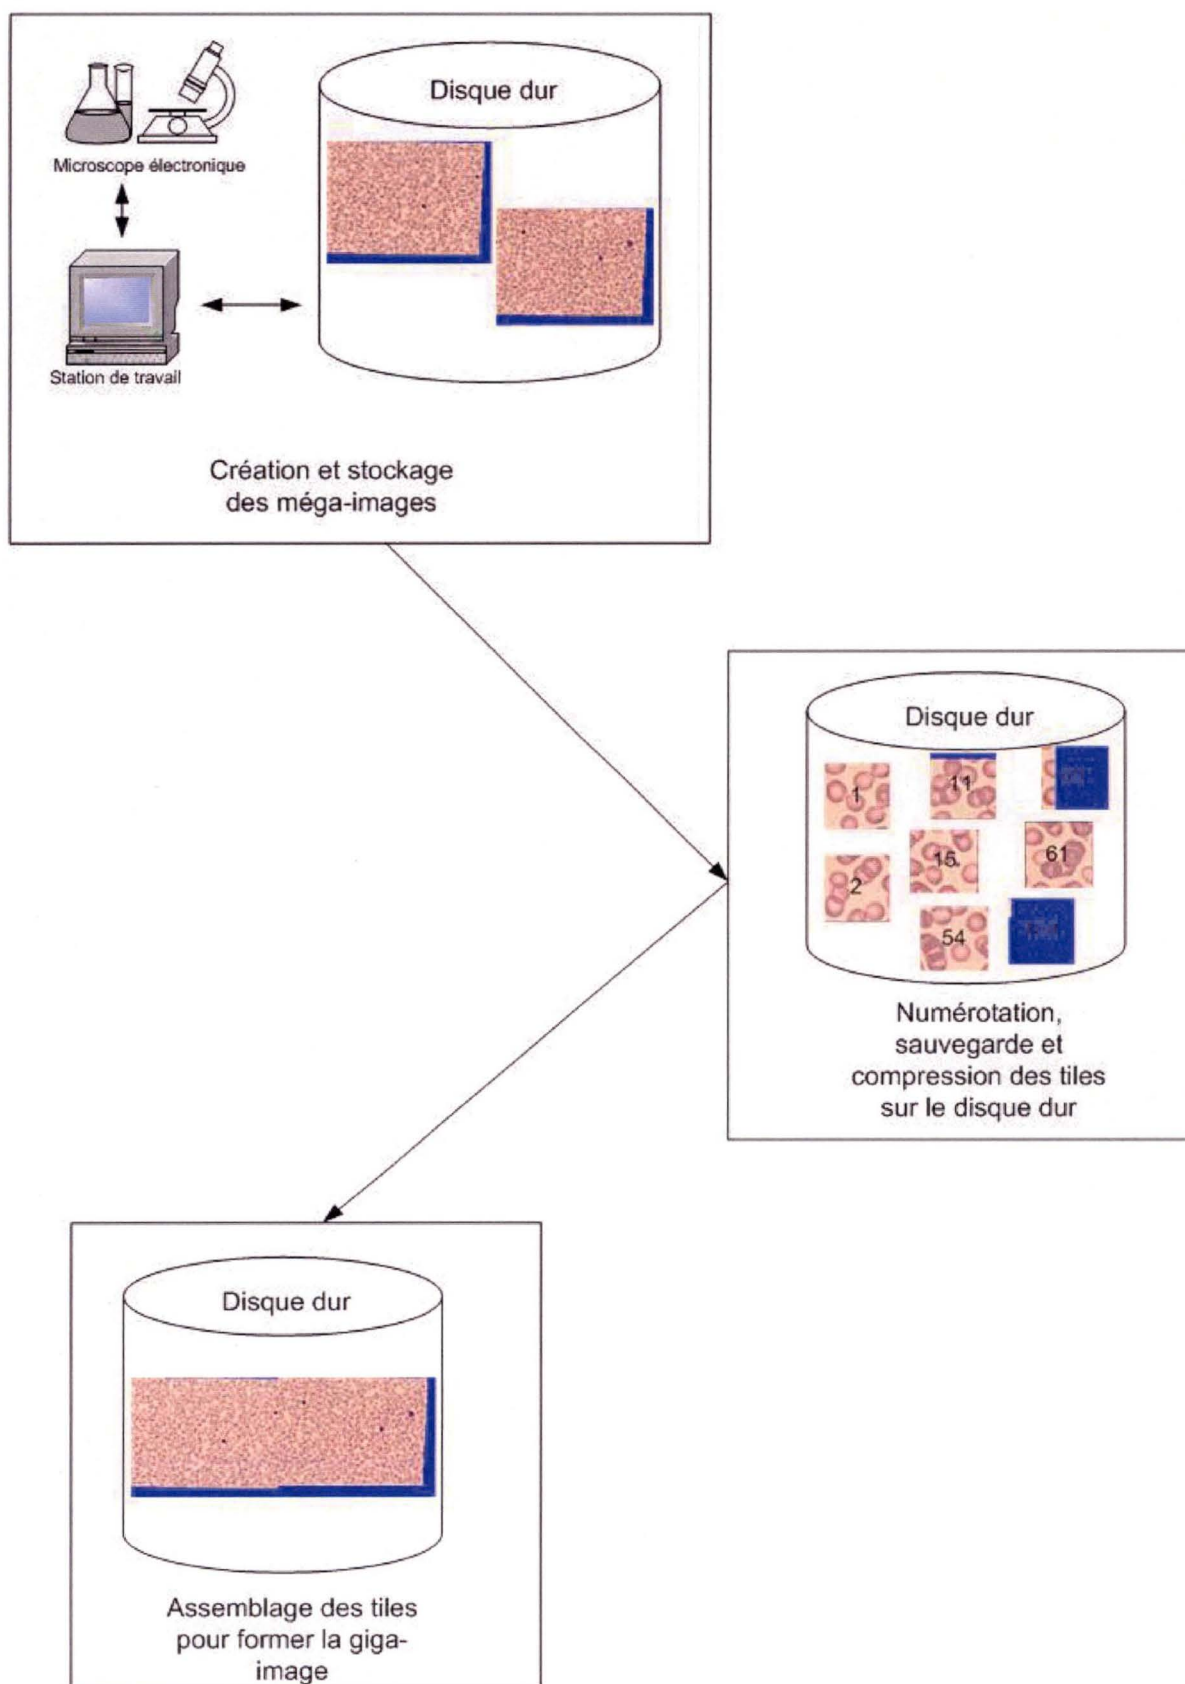 Disque dur
Microscope électronique
Station de travail
Création et stockage
des méga-images
Disque dur
1
11
2
15
61
54
Numérotation,
sauvegarde et
compression des tiles
sur le disque dur
Disque dur
Assemblage des tiles
pour former la giga-
image